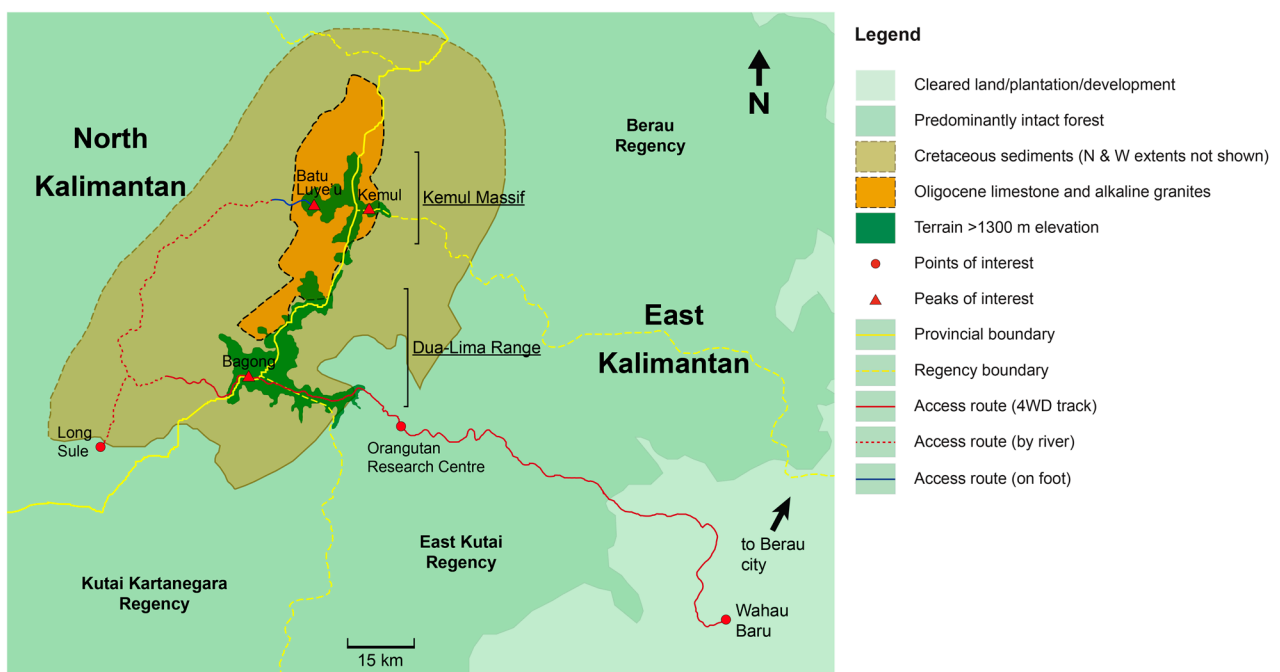 North
Kalimantan
Batu
Luye'u
Kemul
Kemul Massif
Berau
Regency
N
East
Kalimantan
Dua-Lima Range
Bagong
Long
Sule
Orangutan
Research Centre
East Kutai
Regency
Kutai Kartanegara
Regency
to Berau
city
Wahau
Baru
15 km
Legend
Cleared land/plantation/development
Predominantly intact forest
Cretaceous sediments (N & W extents not shown)
Oligocene limestone and alkaline granites
Terrain >1300 m elevation
Points of interest
Peaks of interest
Provincial boundary
Regency boundary
Access route (4WD track)
Access route (by river)
Access route (on foot)